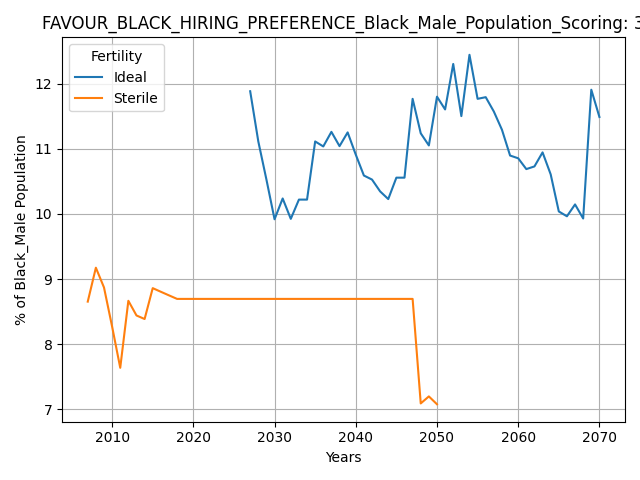 FAVOUR_BLACK_HIRING_PREFERENCE_Black_Male_Population_Scoring: 3
Fertility
Ideal
Sterile
% of Black_Male Population
12
11
10
9
8
7
2010 2020 2030 2040 2050 2060 2070
Years